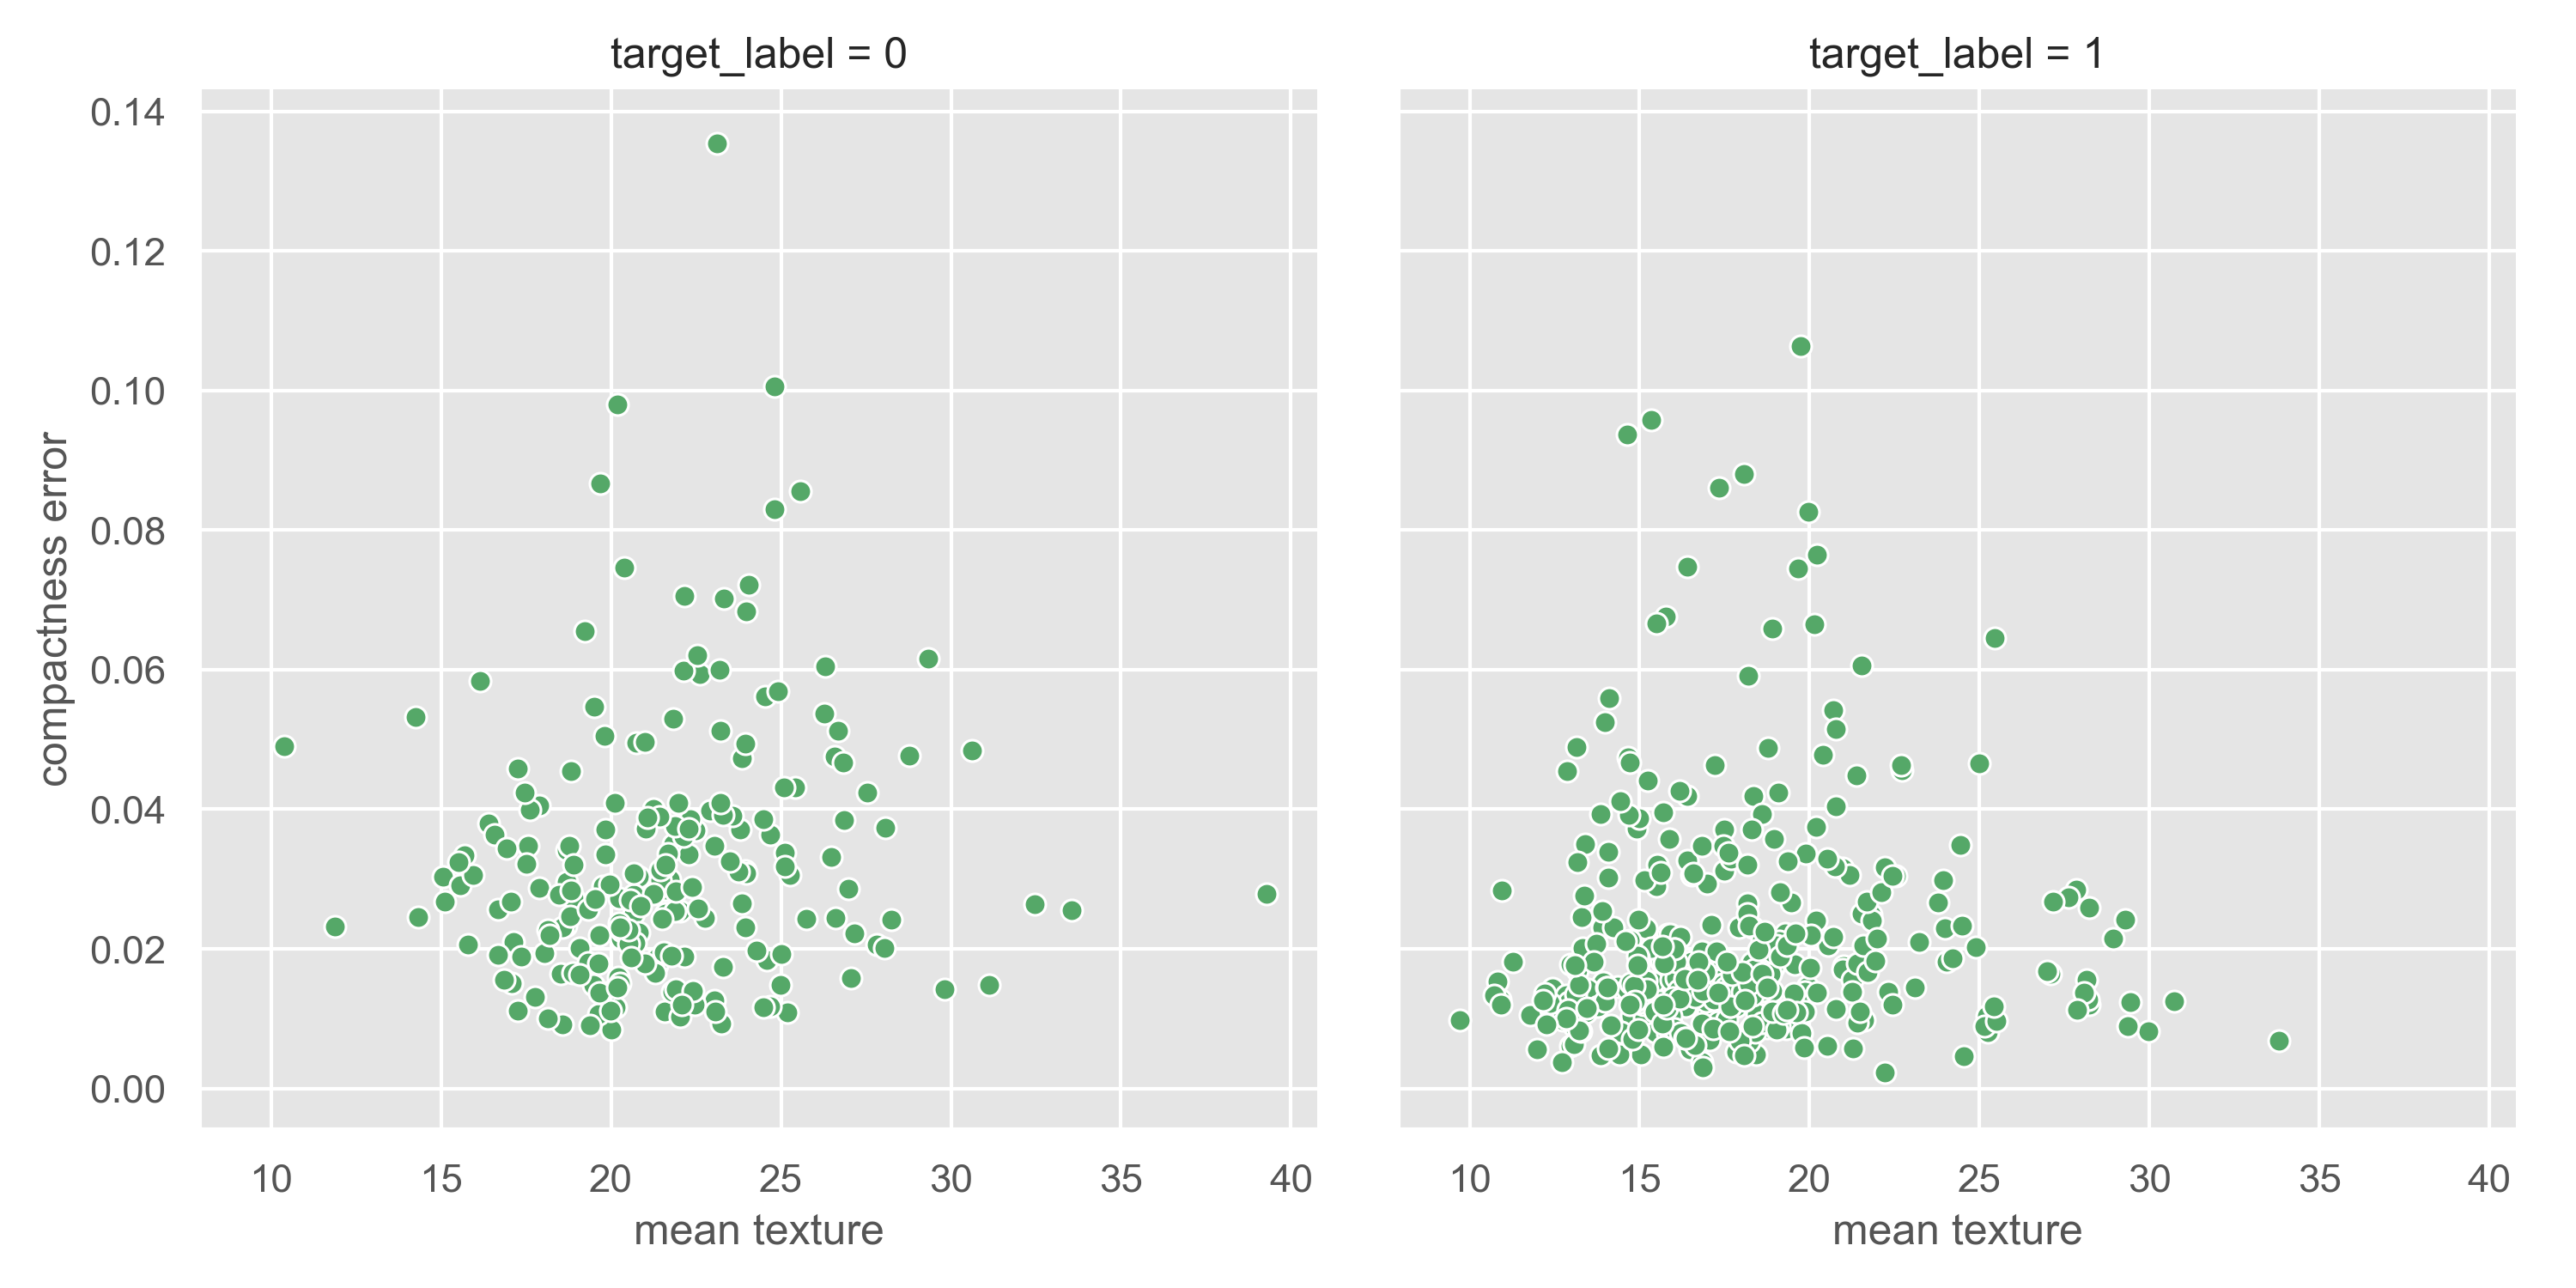 target_label = 0
target_label = 1
0.14
0.12
0.10
0.08
0.06
0.04
0.02
0.00
compactness error
10 15 20 25 30 35 40
10 15 20 25 30 35 40
mean texture
mean texture